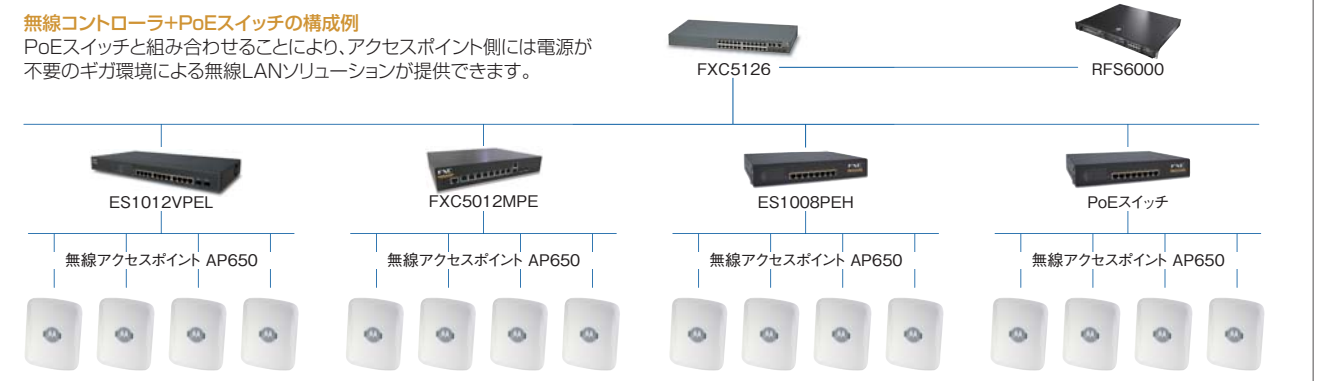 無線コントローラ+PoEスイッチの構成例
PoEスイッチと組み合わせることにより、アクセスポイント側には電源が
不要のギガ環境による無線LANソリューションが提供できます。
FXC5126
RFS6000
ES1012VPEL
FXC5012MPE
ES1008PEH
PoEスイッチ
無線アクセスポイント AP650
無線アクセスポイント AP650
無線アクセスポイント AP650
無線アクセスポイント AP650